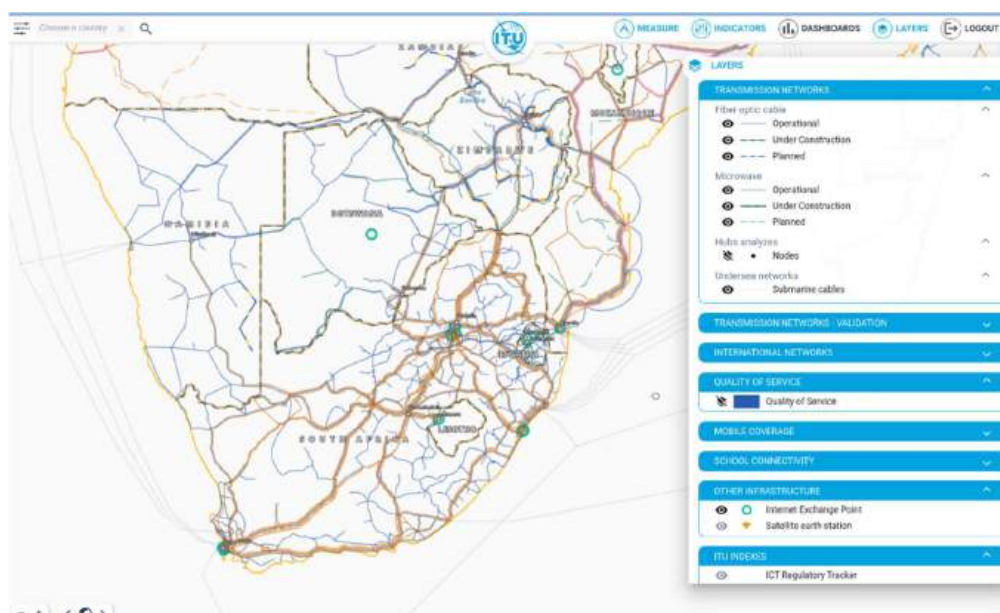 Choose a country ×
ITU
MEASURE
INDICATORS
DASHBOARDS
LAYERS
LOGOUT
ZAMBIA
ZIMBABWE
MOZAMBIQUE
BOTSWANA
NAMIBIA
LESOTHO
SOUTH AFRICA
LAYERS
TRANSMISSION NETWORKS
Fiber optic cable
Operational
Under Construction
Planned
Microwave
Operational
Under Construction
Planned
Hubs analyzes
Nodes
Undersea networks
Submarine cables
TRANSMISSION NETWORKS - VALIDATION
INTERNATIONAL NETWORKS
QUALITY OF SERVICE
Quality of Service
MOBILE COVERAGE
SCHOOL CONNECTIVITY
OTHER INFRASTRUCTURE
Internet Exchange Point
Satellite earth station
ITU INDEXES
ICT Regulatory Tracker